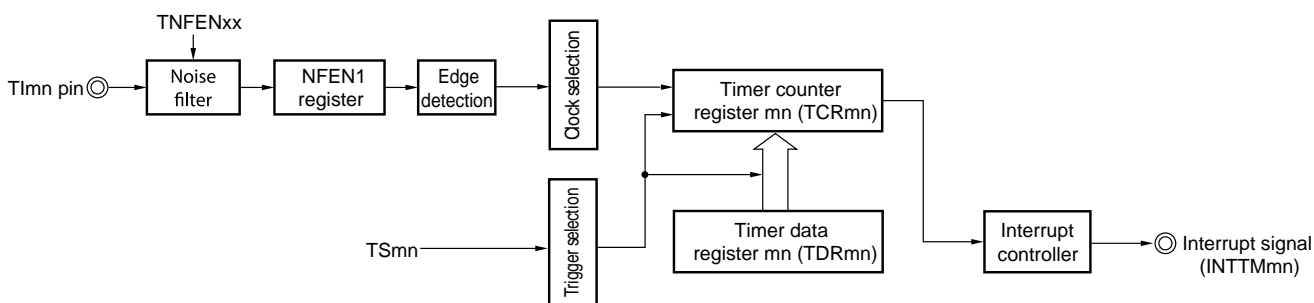 TNFENxx
TImn pin
Noise
filter
NFEN1
register
Edge
detection
Clock selection
Timer counter
register mn (TCRmn)
TSmn
Trigger selection
Timer data
register mn (TDRmn)
Interrupt
controller
Interrupt signal
(INTTMmn)